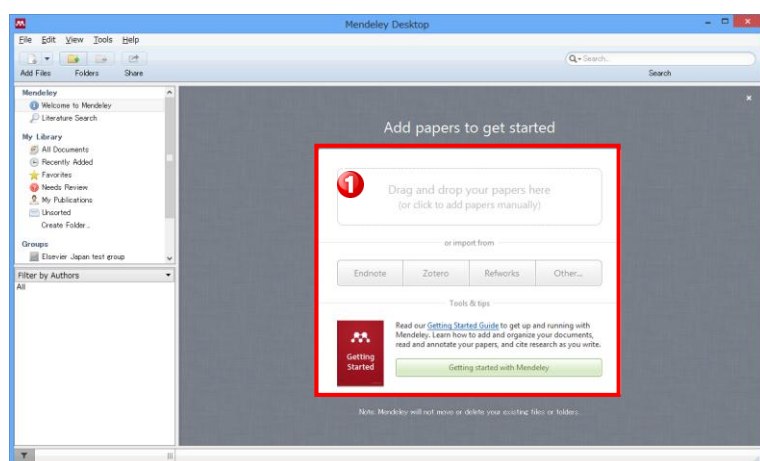 Mendeley Desktop
File Edit View Tools Help
Search...
Add Files Folders Share Search
Mendeley
Welcome to Mendeley
Literature Search
My Library
All Documents
Recently Added
Favorites
Needs Review
My Publications
Unsorted
Create Folder...
Groups
Elsevier Japan test group
Filter by Authors
All
Add papers to get started
1
Drag and drop your papers here
(or click to add papers manually)
or import from
Endnote Zotero Refworks Other...
Tools & tips
Getting
Started
Read our Getting Started Guide to get up and running with
Mendeley. Learn how to add and organize your documents,
read and annotate your papers, and cite research as you write.
Getting started with Mendeley
Note: Mendeley will not move or delete your existing files or folders.